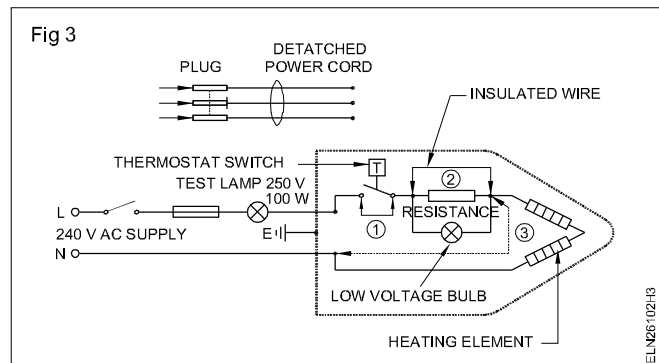 Fig 3
DETATCHED
POWER CORD
PLUG
INSULATED WIRE
THERMOSTAT SWITCH
T
TEST LAMP 250 V
100 W
②
RESISTANCE
L
①
③
240 V AC SUPPLY
E
N
LOW VOLTAGE BULB
HEATING ELEMENT
ELN26102H3